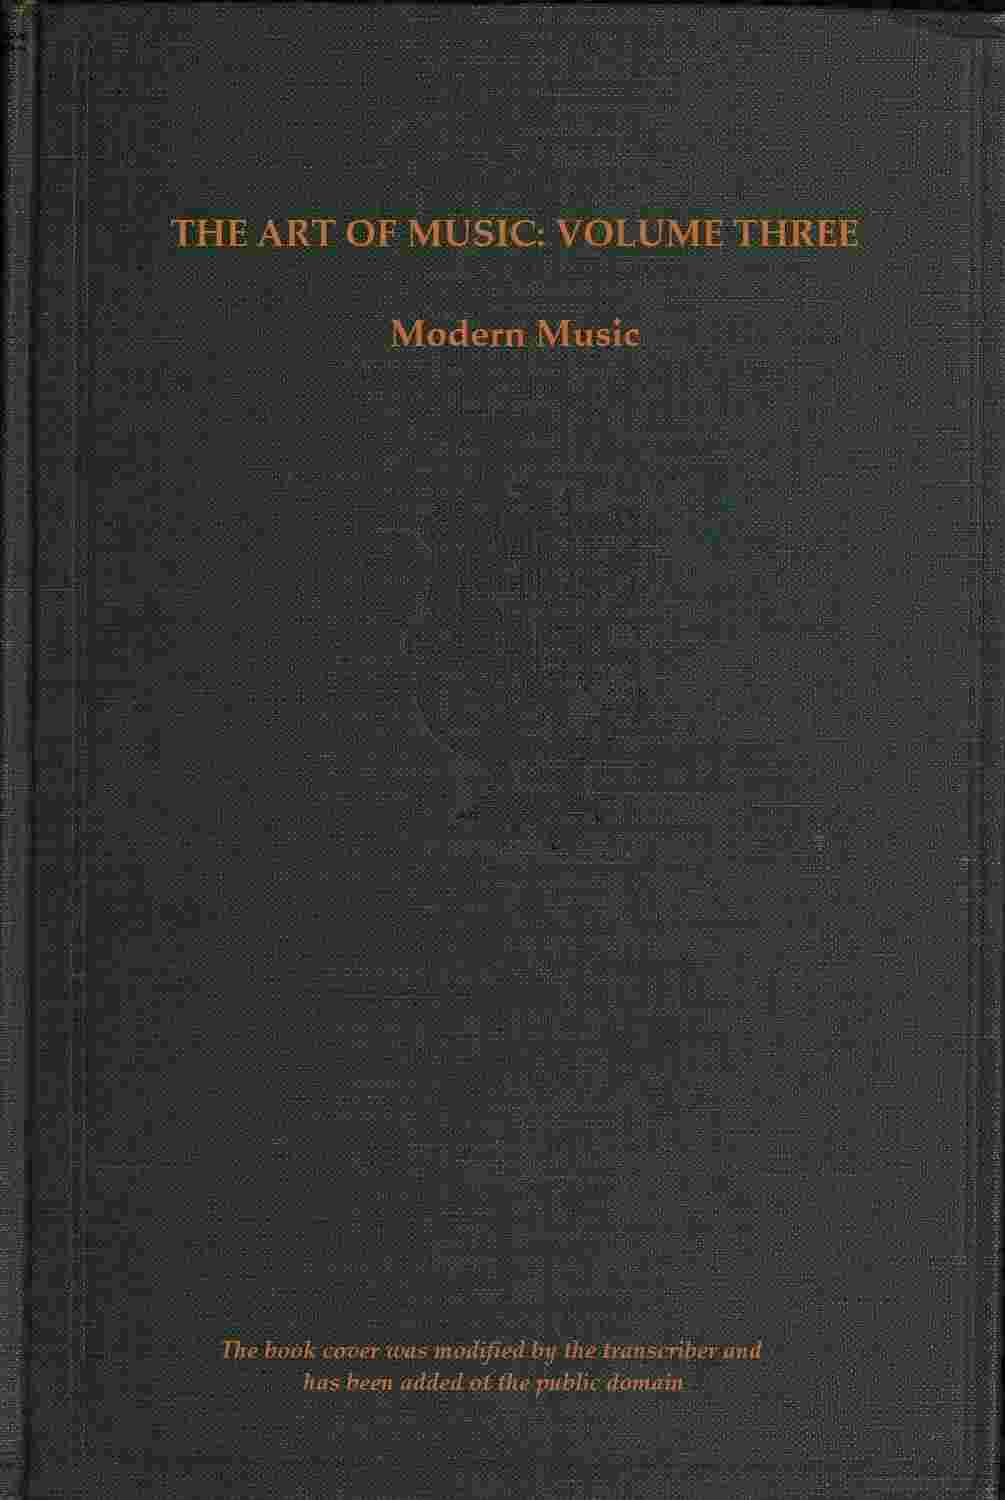 THE ART OF MUSIC: VOLUME THREE
Modern Music
The book cover was modified by the transcriber and
has been added ot the public domain